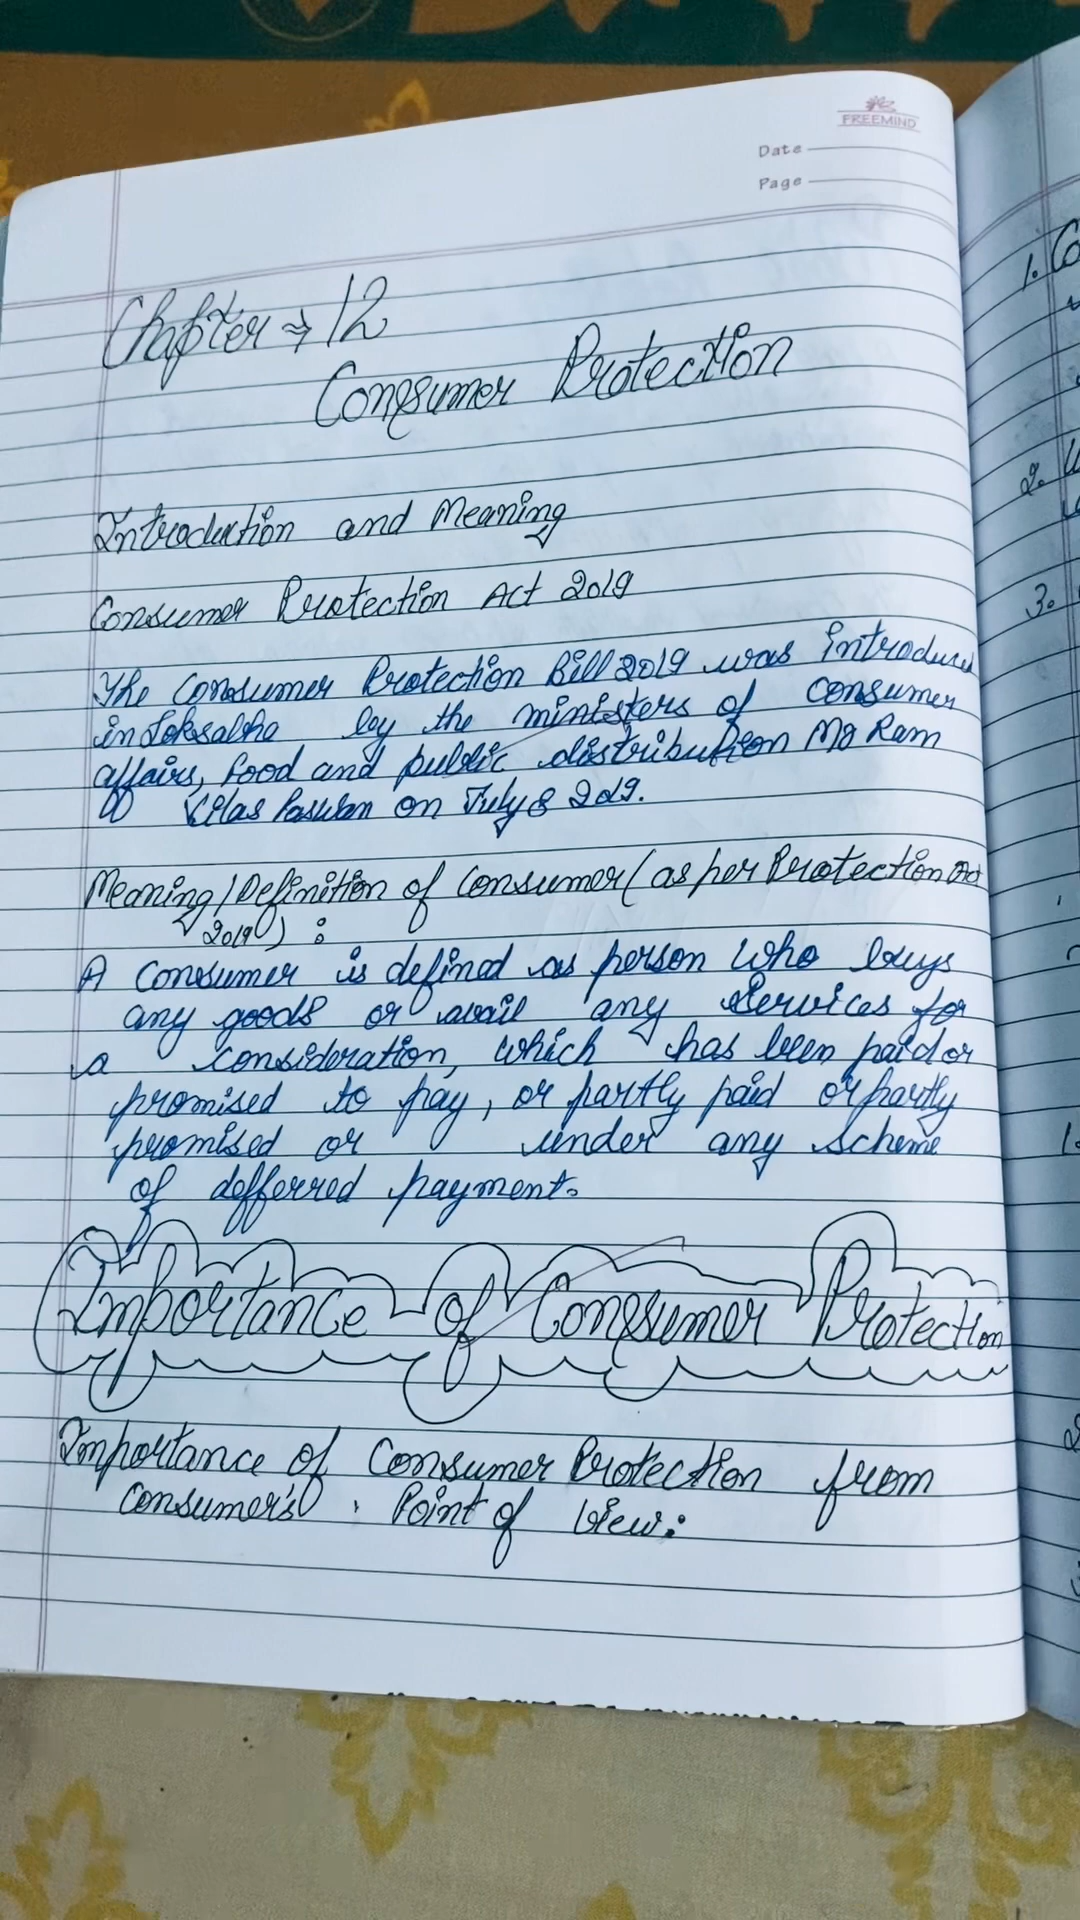 FREEMIND
Date
Page
Chapter ⇒ 12
Consumer Protection
Introduction and Meaning
Consumer Protection Act 2019
The Consumer Protection Bill 2019 was introduced
in Loksabha by the ministers of consumer
affairs, food and public distribution Mr Ram
Vilas Paswan on July 8 2019.
Meaning/Definition of Consumer (as per Protection Act
2019) :
A consumer is defined as person who buys
any goods or avail any services for
a consideration, which has been paid or
promised to pay, or partly paid or partly
promised or under any scheme
of defferred payment.
Importance of Consumer Protection
Importance of Consumer Protection from
consumer's Point of View:
1.
2.
3.